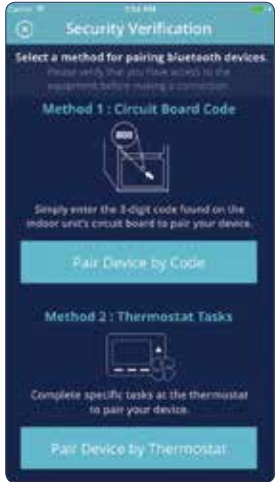 Security Verification
Select a method for pairing bluetooth devices.
Please verify that you have access to the
equipment before making a connection.
Method 1 : Circuit Board Code
Simply enter the 3-digit code found on the
indoor unit's circuit board to pair your device.
Pair Device by Code
Method 2 : Thermostat Tasks
Complete specific tasks at the thermostat
to pair your device.
Pair Device by Thermostat